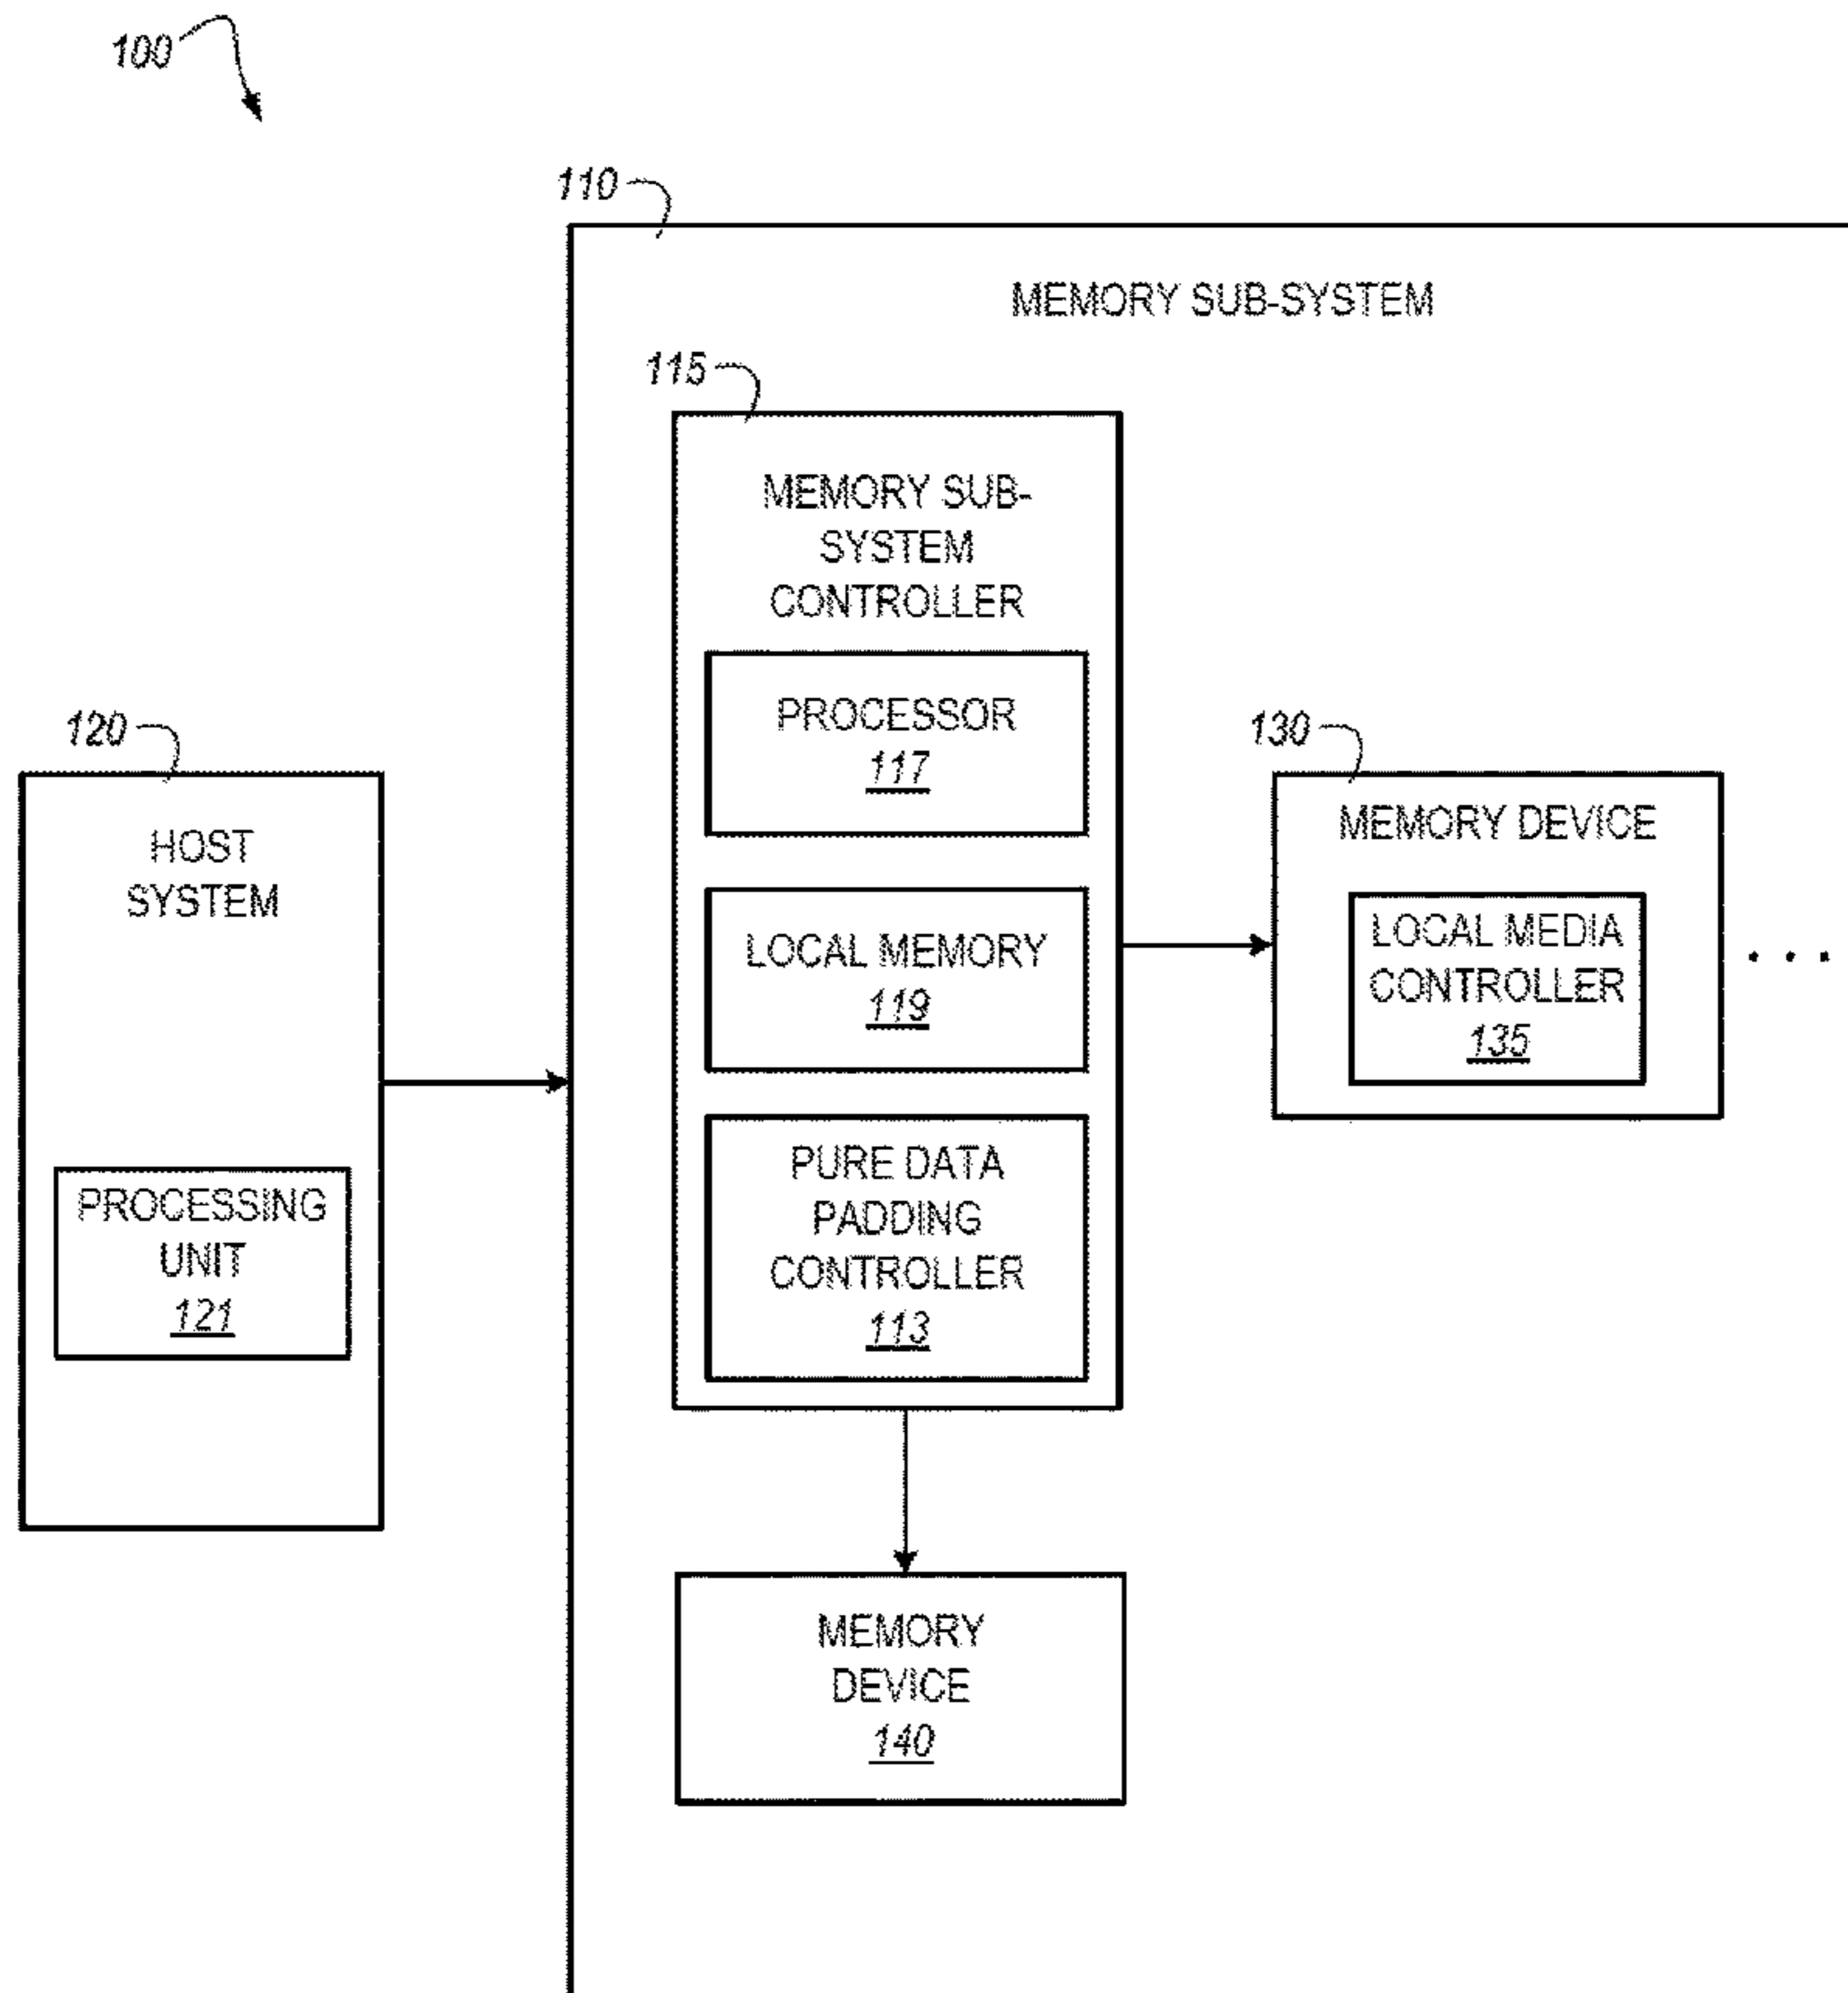 100
110
MEMORY SUB-SYSTEM
115
MEMORY SUB-
SYSTEM
CONTROLLER
PROCESSOR
117
LOCAL MEMORY
119
PURE DATA
PADDING
CONTROLLER
113
120
HOST
SYSTEM
PROCESSING
UNIT
121
130
MEMORY DEVICE
LOCAL MEDIA
CONTROLLER
135
. . .
MEMORY
DEVICE
140